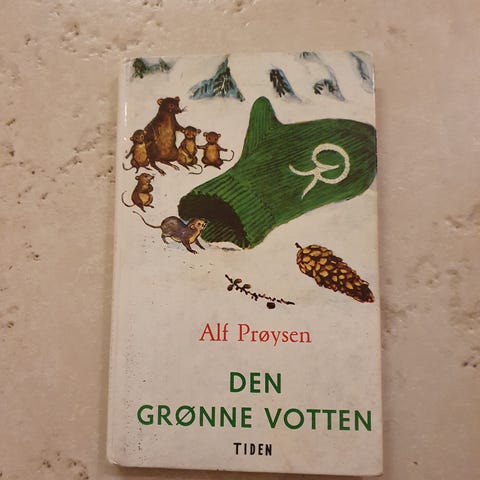 R
Alf Prøysen
DEN
GRØNNE VOTTEN
TIDEN